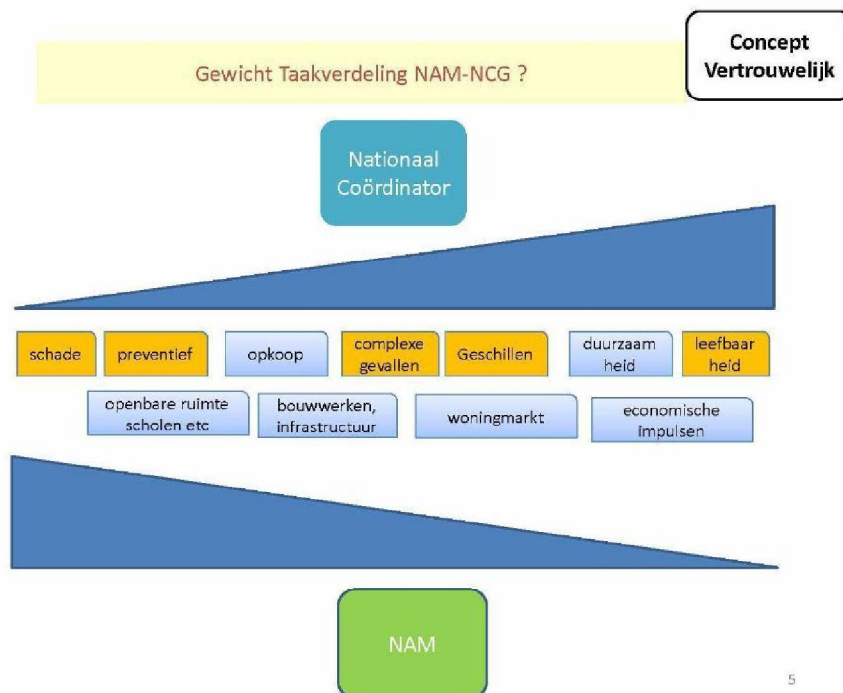 Concept
Vertrouwelijk
Gewicht Taakverdeling NAM-NCG ?
Nationaal
Coördinator
schade
preventief
opkoop
complexe
gevallen
Geschillen
duurzaam
heid
leefbaar
heid
openbare ruimte
scholen etc
bouwwerken,
infrastructuur
woningmarkt
economische
impulsen
NAM
5